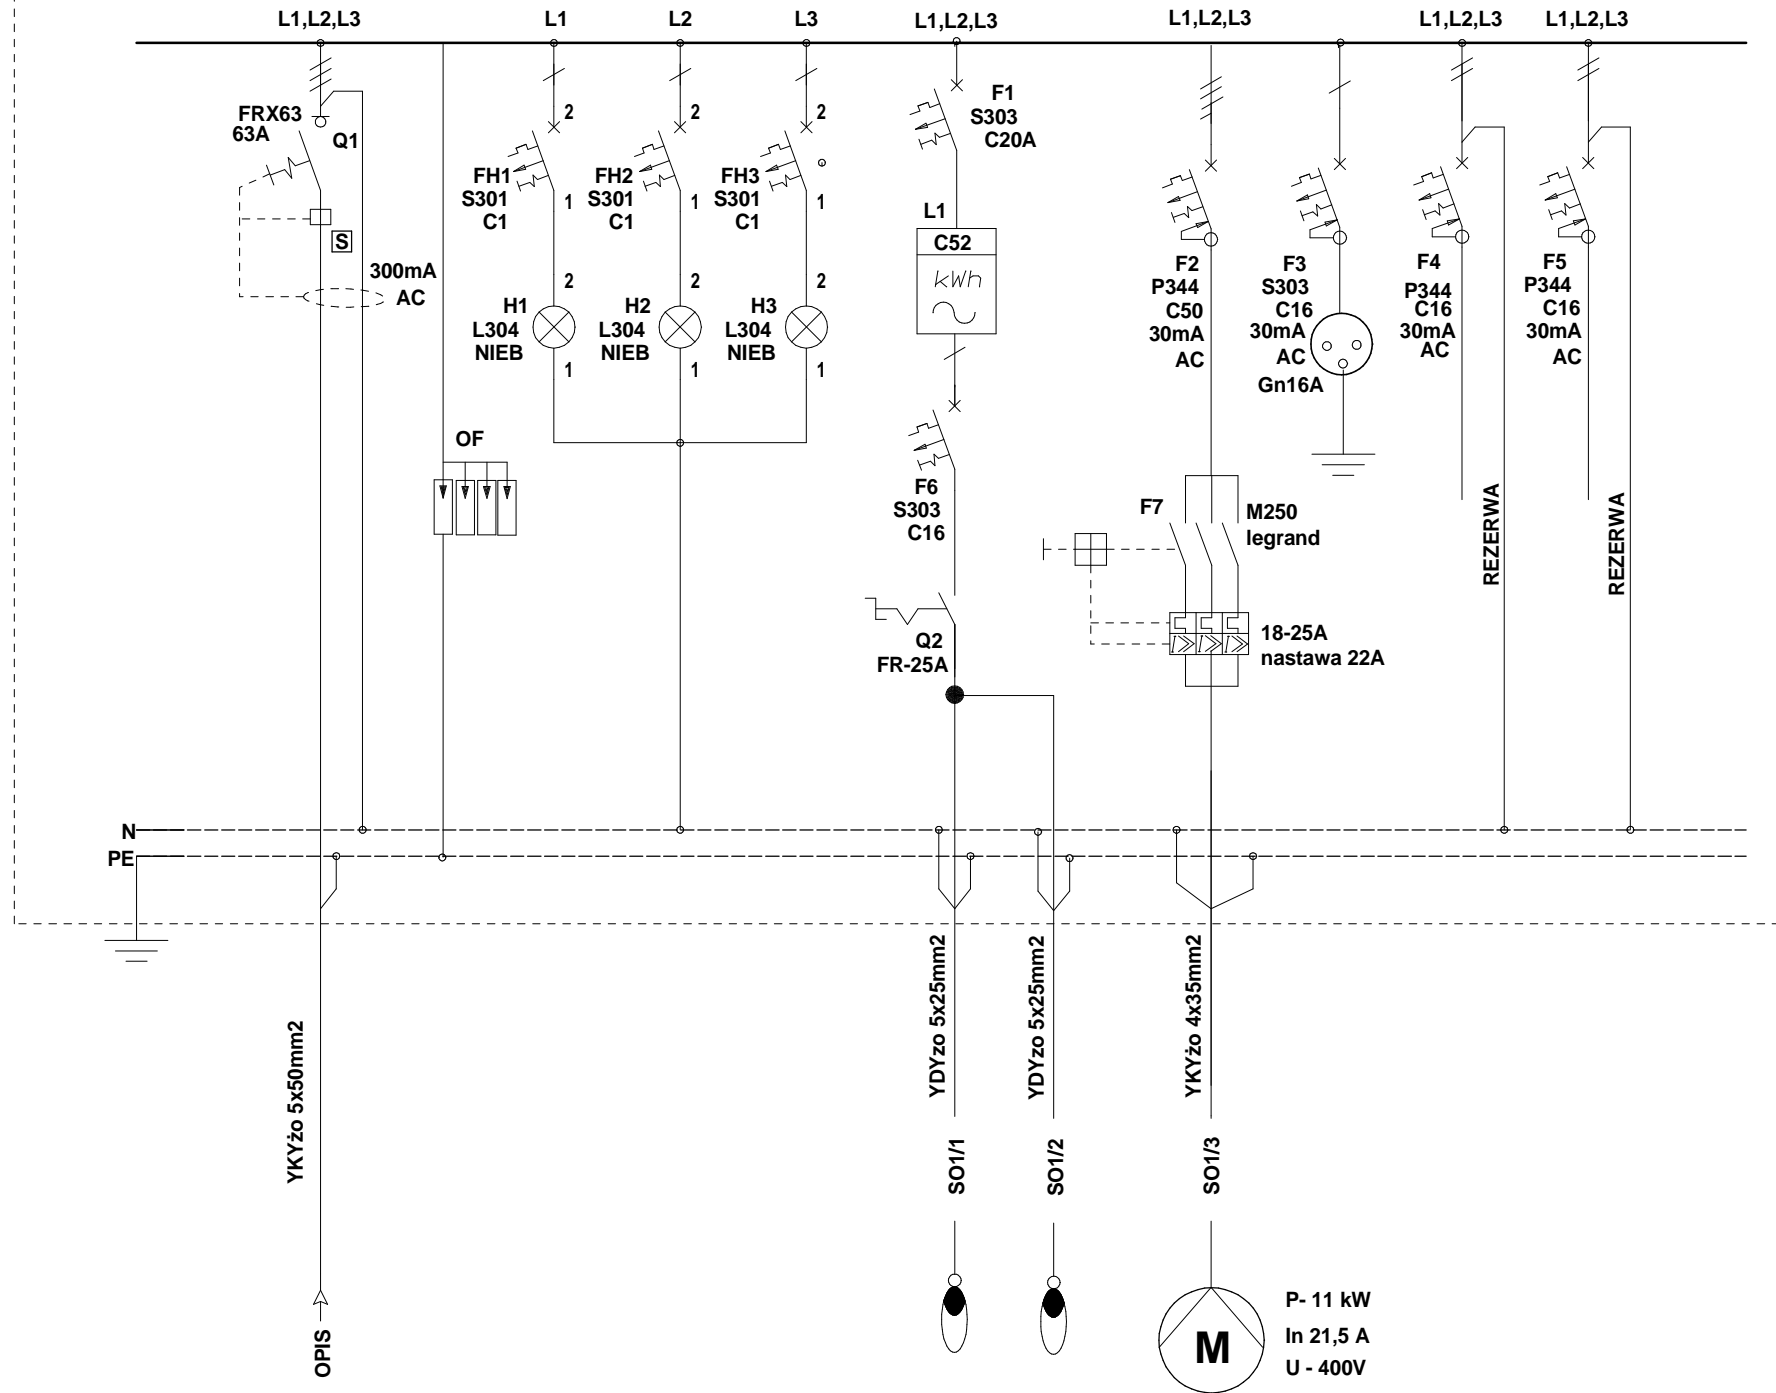 L1,L2,L3
L1
L2
L3
L1,L2,L3
L1,L2,L3
L1,L2,L3
L1,L2,L3
FRX63
63A
Q1
S
300mA
AC
OF
2
FH1
S301
C1
1
2
H1
L304
NIEB
1
2
FH2
S301
C1
1
2
H2
L304
NIEB
1
2
FH3
S301
C1
1
2
H3
L304
NIEB
1
F1
S303
C20A
L1
C52
kWh
F6
S303
C16
Q2
FR-25A
F2
P344
C50
30mA
AC
F7
M250
legrand
I>>
I>>
I>>
18-25A
nastawa 22A
F3
S303
C16
30mA
AC
Gn16A
F4
P344
C16
30mA
AC
REZERWA
F5
P344
C16
30mA
AC
REZERWA
N
PE
YKYżo 5x50mm2
OPIS
YDYzo 5x25mm2
SO1/1
YDYzo 5x25mm2
SO1/2
YKYżo 4x35mm2
SO1/3
M
P- 11 kW
In 21,5 A
U - 400V